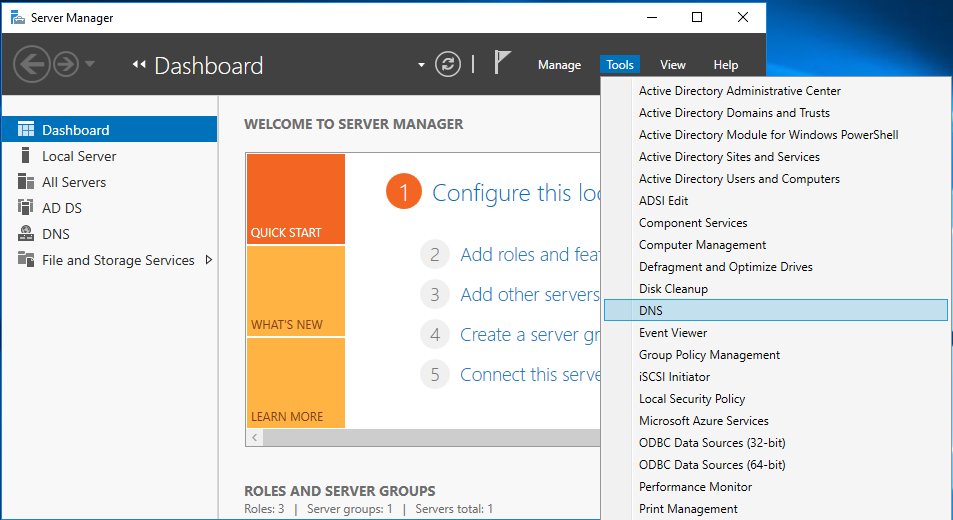 Server Manager
Dashboard
Manage Tools View Help
Dashboard
Local Server
All Servers
AD DS
DNS
File and Storage Services
WELCOME TO SERVER MANAGER
QUICK START
WHAT'S NEW
LEARN MORE
1 Configure this loc
2 Add roles and feat
3 Add other servers
4 Create a server gr
5 Connect this serve
ROLES AND SERVER GROUPS
Roles: 3 | Server groups: 1 | Servers total: 1
Active Directory Administrative Center
Active Directory Domains and Trusts
Active Directory Module for Windows PowerShell
Active Directory Sites and Services
Active Directory Users and Computers
ADSI Edit
Component Services
Computer Management
Defragment and Optimize Drives
Disk Cleanup
DNS
Event Viewer
Group Policy Management
iSCSI Initiator
Local Security Policy
Microsoft Azure Services
ODBC Data Sources (32-bit)
ODBC Data Sources (64-bit)
Performance Monitor
Print Management